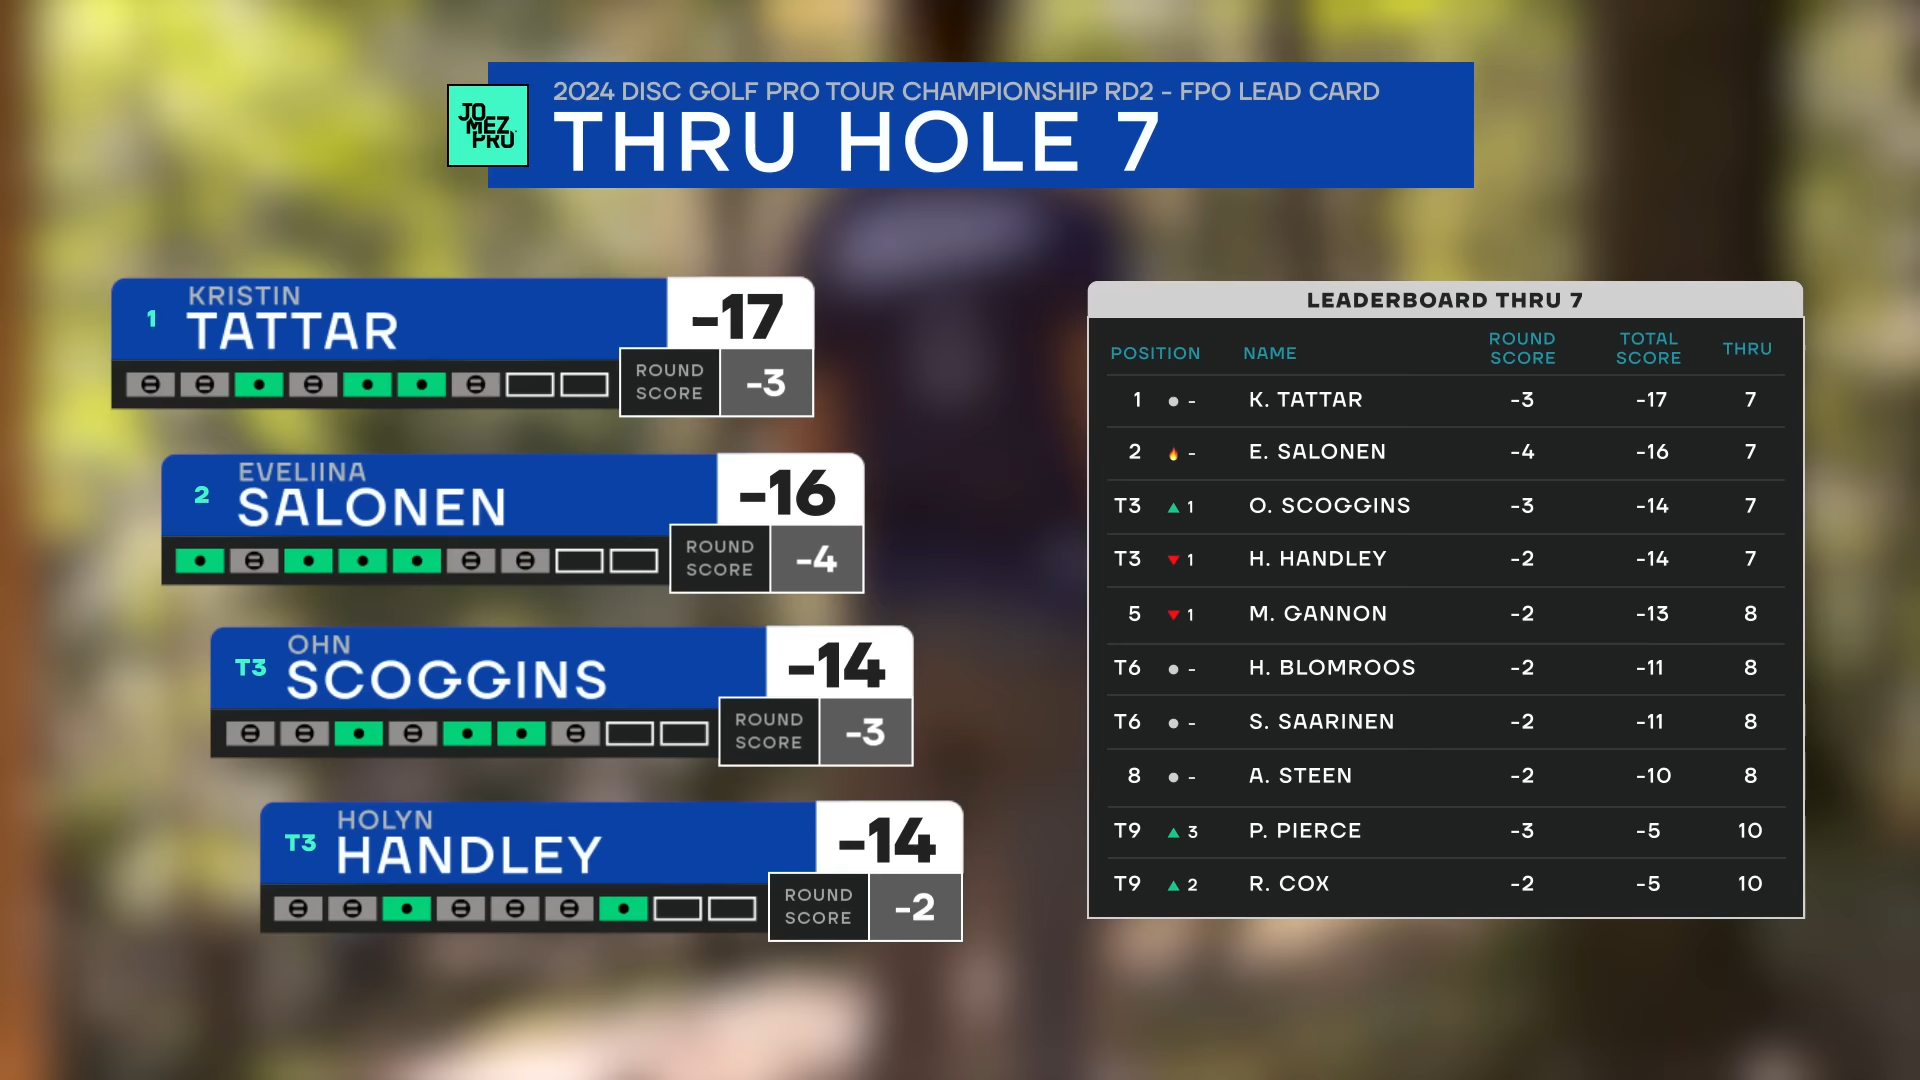 JO
MEZ
PRO
2024 DISC GOLF PRO TOUR CHAMPIONSHIP RD2 - FPO LEAD CARD
THRU HOLE 7
1 KRISTIN
TATTAR
-17
ROUND
SCORE
-3
2 EVELIINA
SALONEN
-16
ROUND
SCORE
-4
T3 OHN
SCOGGINS
-14
ROUND
SCORE
-3
T3 HOLYN
HANDLEY
-14
ROUND
SCORE
-2
LEADERBOARD THRU 7
POSITION NAME ROUND SCORE TOTAL SCORE THRU
1 - K. TATTAR -3 -17 7
2 - E. SALONEN -4 -16 7
T3 1 O. SCOGGINS -3 -14 7
T3 1 H. HANDLEY -2 -14 7
5 1 M. GANNON -2 -13 8
T6 - H. BLOMROOS -2 -11 8
T6 - S. SAARINEN -2 -11 8
8 - A. STEEN -2 -10 8
T9 3 P. PIERCE -3 -5 10
T9 2 R. COX -2 -5 10